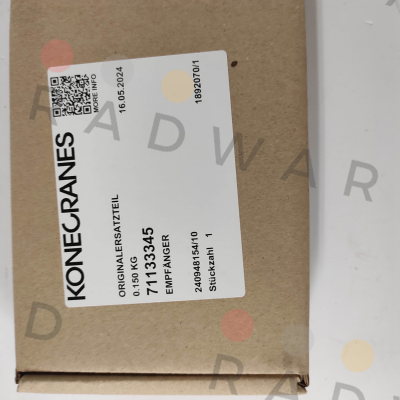 KONECRANES
MORE INFO
16.05.2024
1892070/1
ORIGINALERSATZTEIL
0.150 KG
71133345
EMPFÄNGER
240948154/10
Stückzahl 1
RADWAR
D
RADWAR